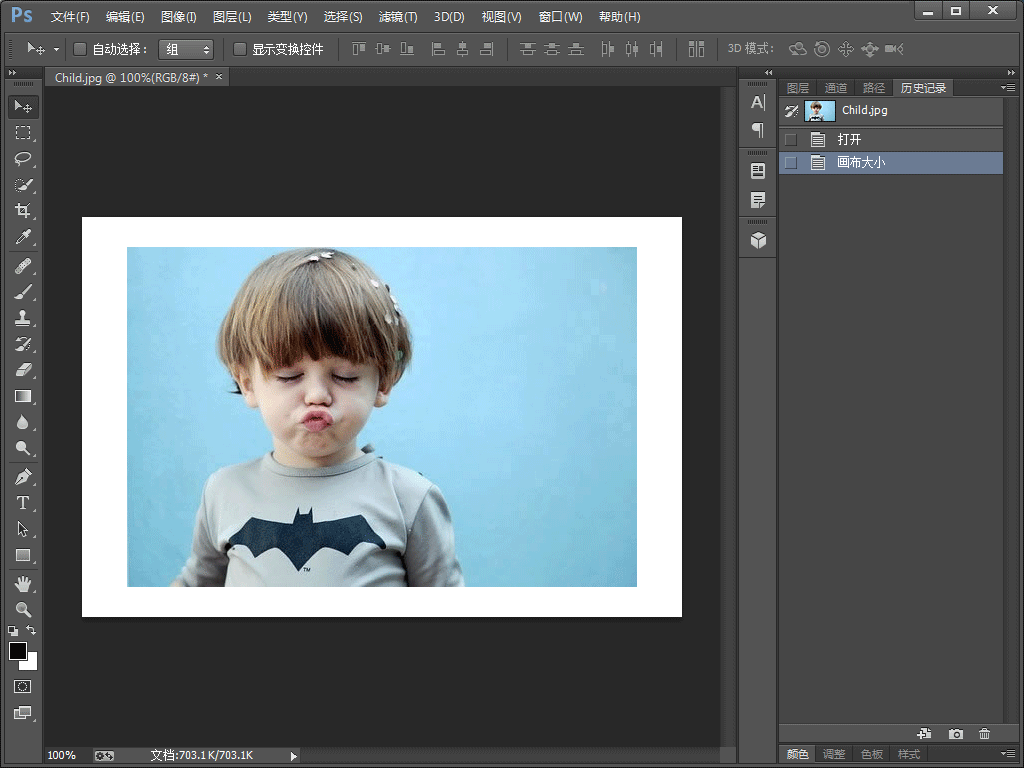 Ps 文件(F) 编辑(E) 图像(I) 图层(L) 类型(Y) 选择(S) 滤镜(T) 3D(D) 视图(V) 窗口(W) 帮助(H)
自动选择： 组 显示变换控件 3D 模式：
Child.jpg @ 100%(RGB/8#) * ×
图层 通道 路径 历史记录
Child.jpg
打开
画布大小
TM
100% 文档:703.1K/703.1K
颜色 调整 色板 样式